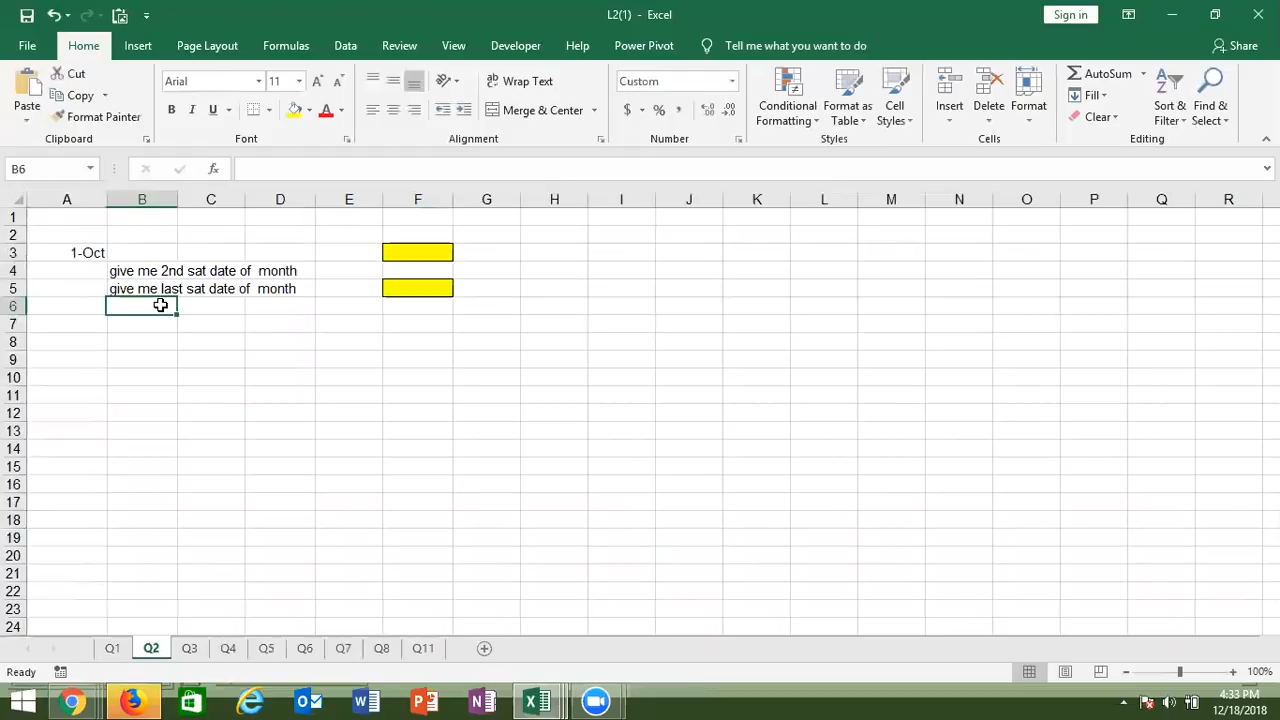 L2(1) - Excel
Sign in
File Home Insert Page Layout Formulas Data Review View Developer Help Power Pivot Tell me what you want to do Share
Paste Cut Copy Format Painter Clipboard
Arial 11 A A B I U A Font
ab Wrap Text Merge & Center Alignment
Custom $ % , Number
Conditional Formatting Format as Table Cell Styles Styles
Insert Delete Format Cells
AutoSum Fill Clear Sort & Filter Find & Select Editing
B6 fx
A B C D E F G H I J K L M N O P Q R
1
2
3 1-Oct
4 give me 2nd sat date of  month
5 give me last sat date of  month
6
7
8
9
10
11
12
13
14
15
16
17
18
19
20
21
22
23
24
Q1 Q2 Q3 Q4 Q5 Q6 Q7 Q8 Q11
Ready 100%
4:33 PM
12/18/2018